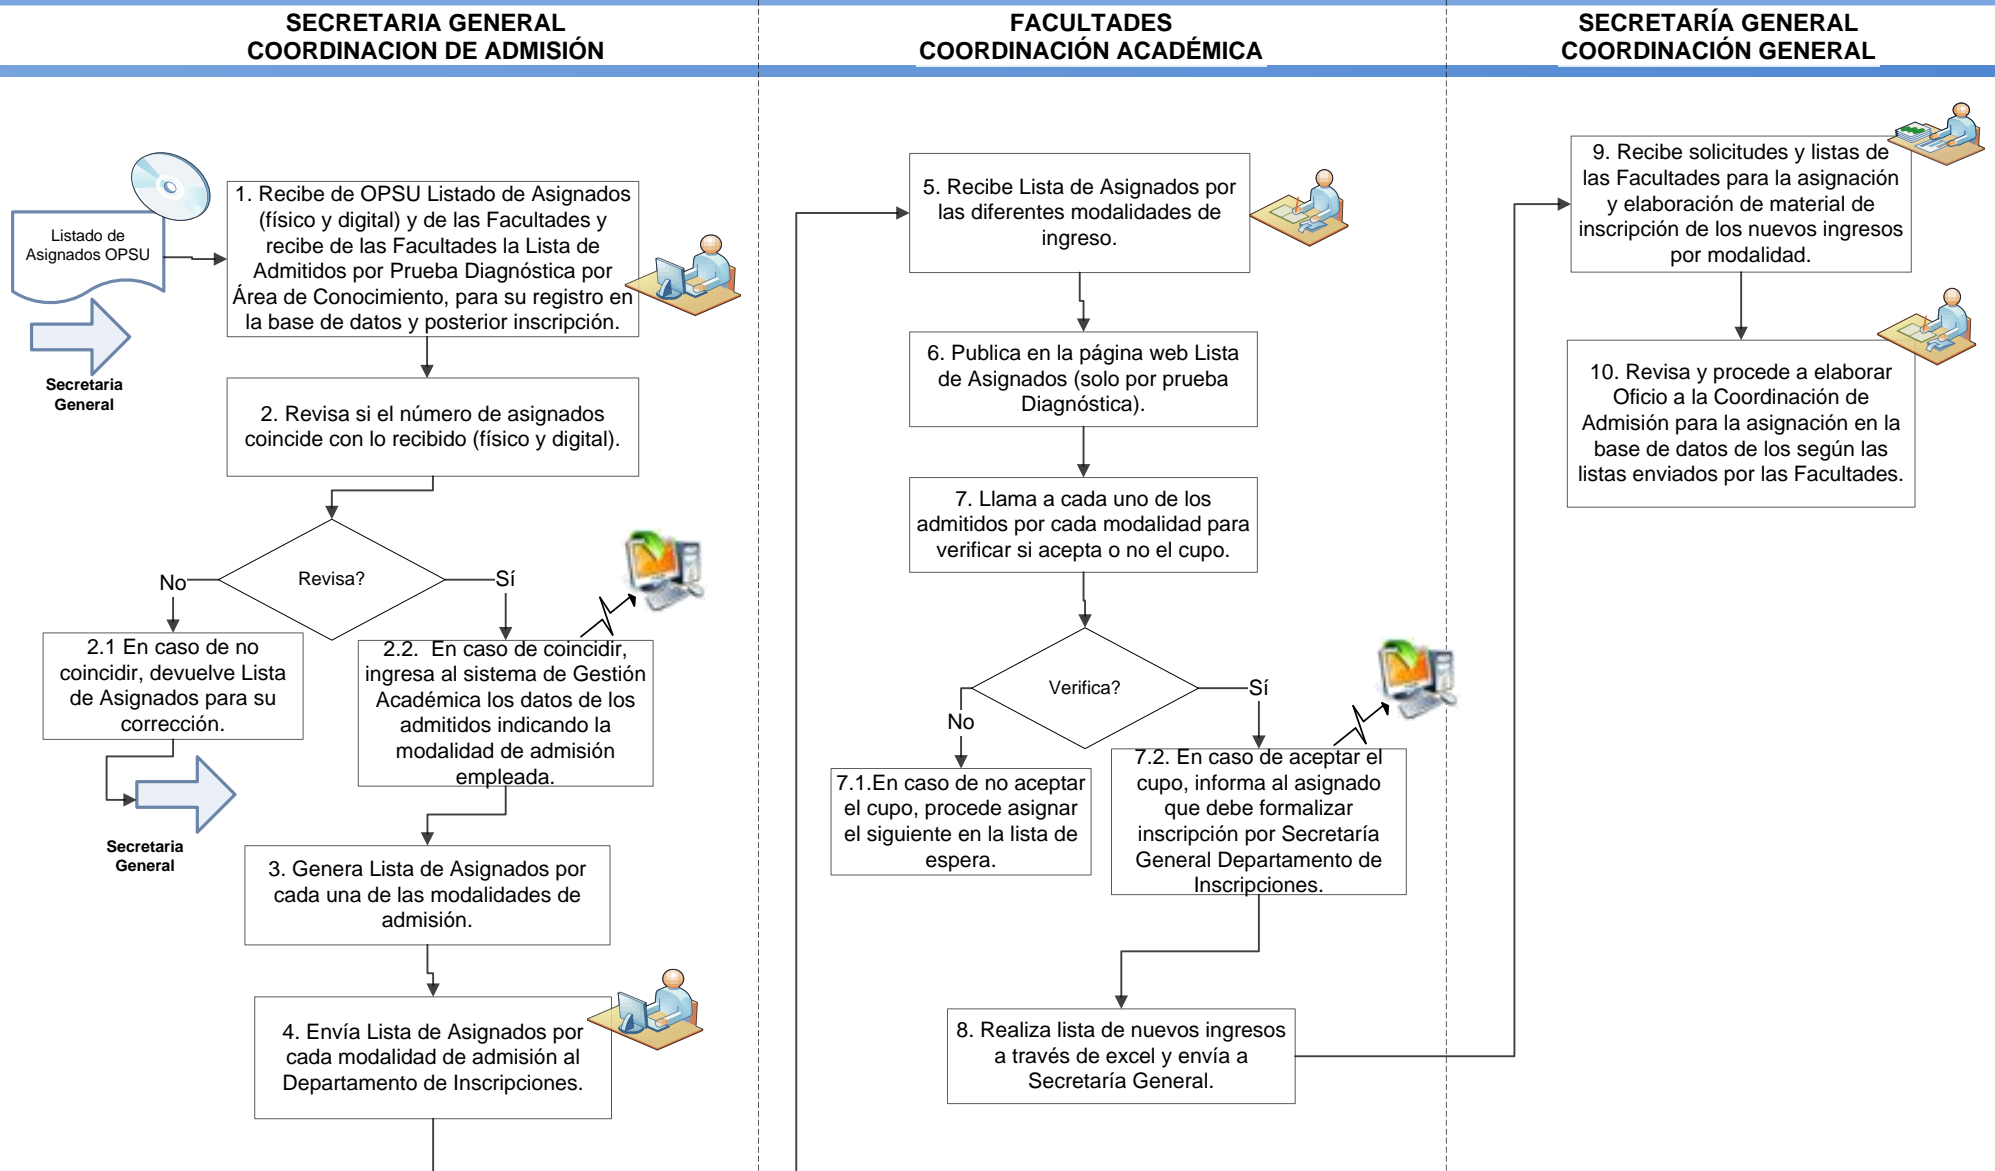 SECRETARIA GENERAL
COORDINACION DE ADMISIÓN
FACULTADES
COORDINACIÓN ACADÉMICA
SECRETARÍA GENERAL
COORDINACIÓN GENERAL
Listado de
Asignados OPSU
Secretaria
General
1. Recibe de OPSU Listado de Asignados
(físico y digital) y de las Facultades y
recibe de las Facultades la Lista de
Admitidos por Prueba Diagnóstica por
Área de Conocimiento, para su registro en
la base de datos y posterior inscripción.
2. Revisa si el número de asignados
coincide con lo recibido (físico y digital).
Revisa?
No
Sí
2.1 En caso de no
coincidir, devuelve Lista
de Asignados para su
corrección.
2.2.  En caso de coincidir,
ingresa al sistema de Gestión
Académica los datos de los
admitidos indicando la
modalidad de admisión
empleada.
Secretaria
General
3. Genera Lista de Asignados por
cada una de las modalidades de
admisión.
4. Envía Lista de Asignados por
cada modalidad de admisión al
Departamento de Inscripciones.
5. Recibe Lista de Asignados por
las diferentes modalidades de
ingreso.
6. Publica en la página web Lista
de Asignados (solo por prueba
Diagnóstica).
7. Llama a cada uno de los
admitidos por cada modalidad para
verificar si acepta o no el cupo.
Verifica?
No
Sí
7.1.En caso de no aceptar
el cupo, procede asignar
el siguiente en la lista de
espera.
7.2. En caso de aceptar el
cupo, informa al asignado
que debe formalizar
inscripción por Secretaría
General Departamento de
Inscripciones.
8. Realiza lista de nuevos ingresos
a través de excel y envía a
Secretaría General.
9. Recibe solicitudes y listas de
las Facultades para la asignación
y elaboración de material de
inscripción de los nuevos ingresos
por modalidad.
10. Revisa y procede a elaborar
Oficio a la Coordinación de
Admisión para la asignación en la
base de datos de los según las
listas enviados por las Facultades.